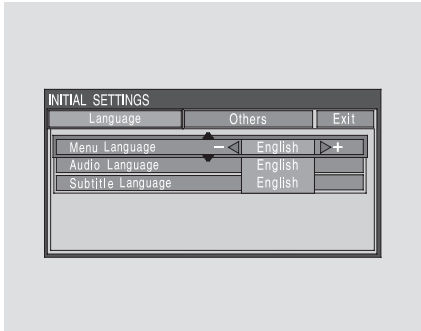 INITIAL SETTINGS
Language Others Exit
Menu Language − English +
Audio Language English
Subtitle Language English